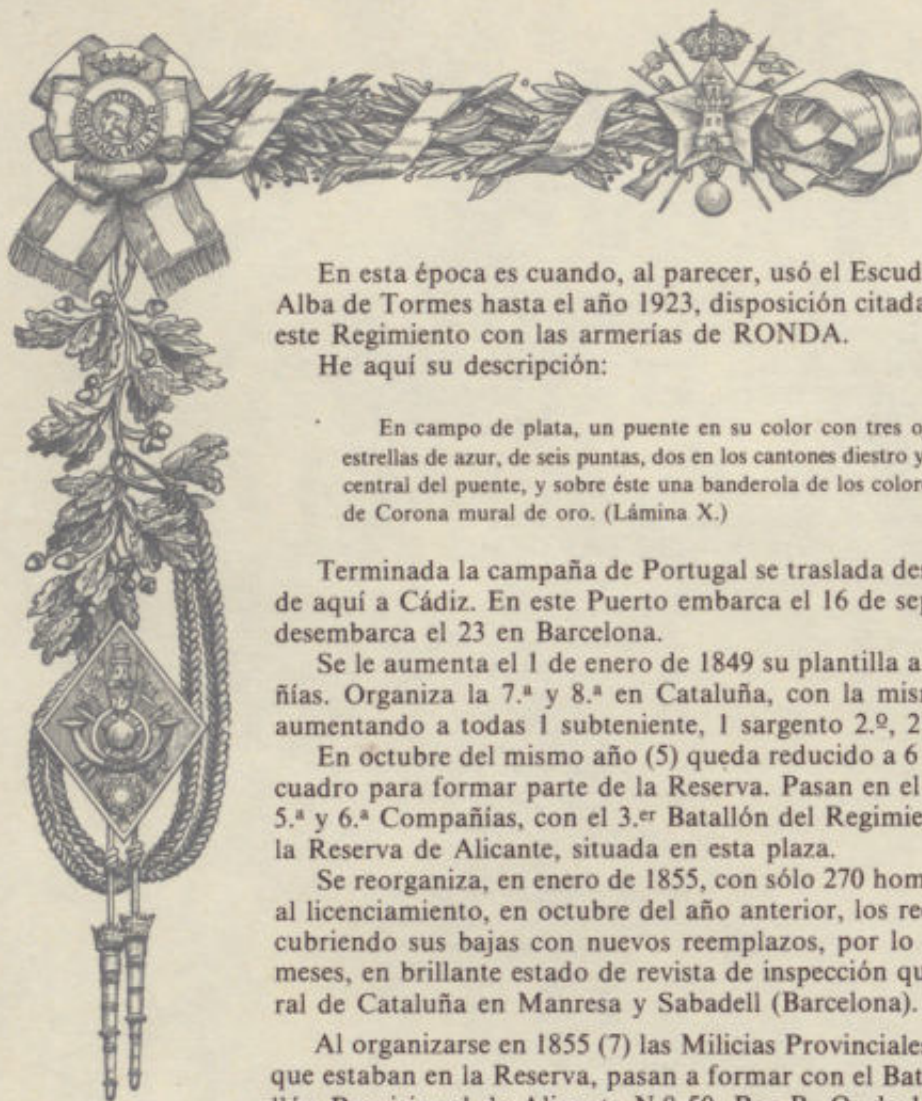 En esta época es cuando, al parecer, usó el Escud
Alba de Tormes hasta el año 1923, disposición citada
este Regimiento con las armerías de RONDA.
He aquí su descripción:
En campo de plata, un puente en su color con tres o
estrellas de azur, de seis puntas, dos en los cantones diestro y
central del puente, y sobre éste una banderola de los color
de Corona mural de oro. (Lámina X.)
Terminada la campaña de Portugal se traslada de
de aquí a Cádiz. En este Puerto embarca el 16 de sep
desembarca el 23 en Barcelona.
Se le aumenta el 1 de enero de 1849 su plantilla a
ñías. Organiza la 7.ª y 8.ª en Cataluña, con la mis
aumentando a todas 1 subteniente, 1 sargento 2.º, 2
En octubre del mismo año (5) queda reducido a 6
cuadro para formar parte de la Reserva. Pasan en el
5.ª y 6.ª Compañías, con el 3.er Batallón del Regimie
la Reserva de Alicante, situada en esta plaza.
Se reorganiza, en enero de 1855, con sólo 270 hom
al licenciamiento, en octubre del año anterior, los re
cubriendo sus bajas con nuevos reemplazos, por lo
meses, en brillante estado de revista de inspección qu
ral de Cataluña en Manresa y Sabadell (Barcelona).
Al organizarse en 1855 (7) las Milicias Provinciales
que estaban en la Reserva, pasan a formar con el Bat